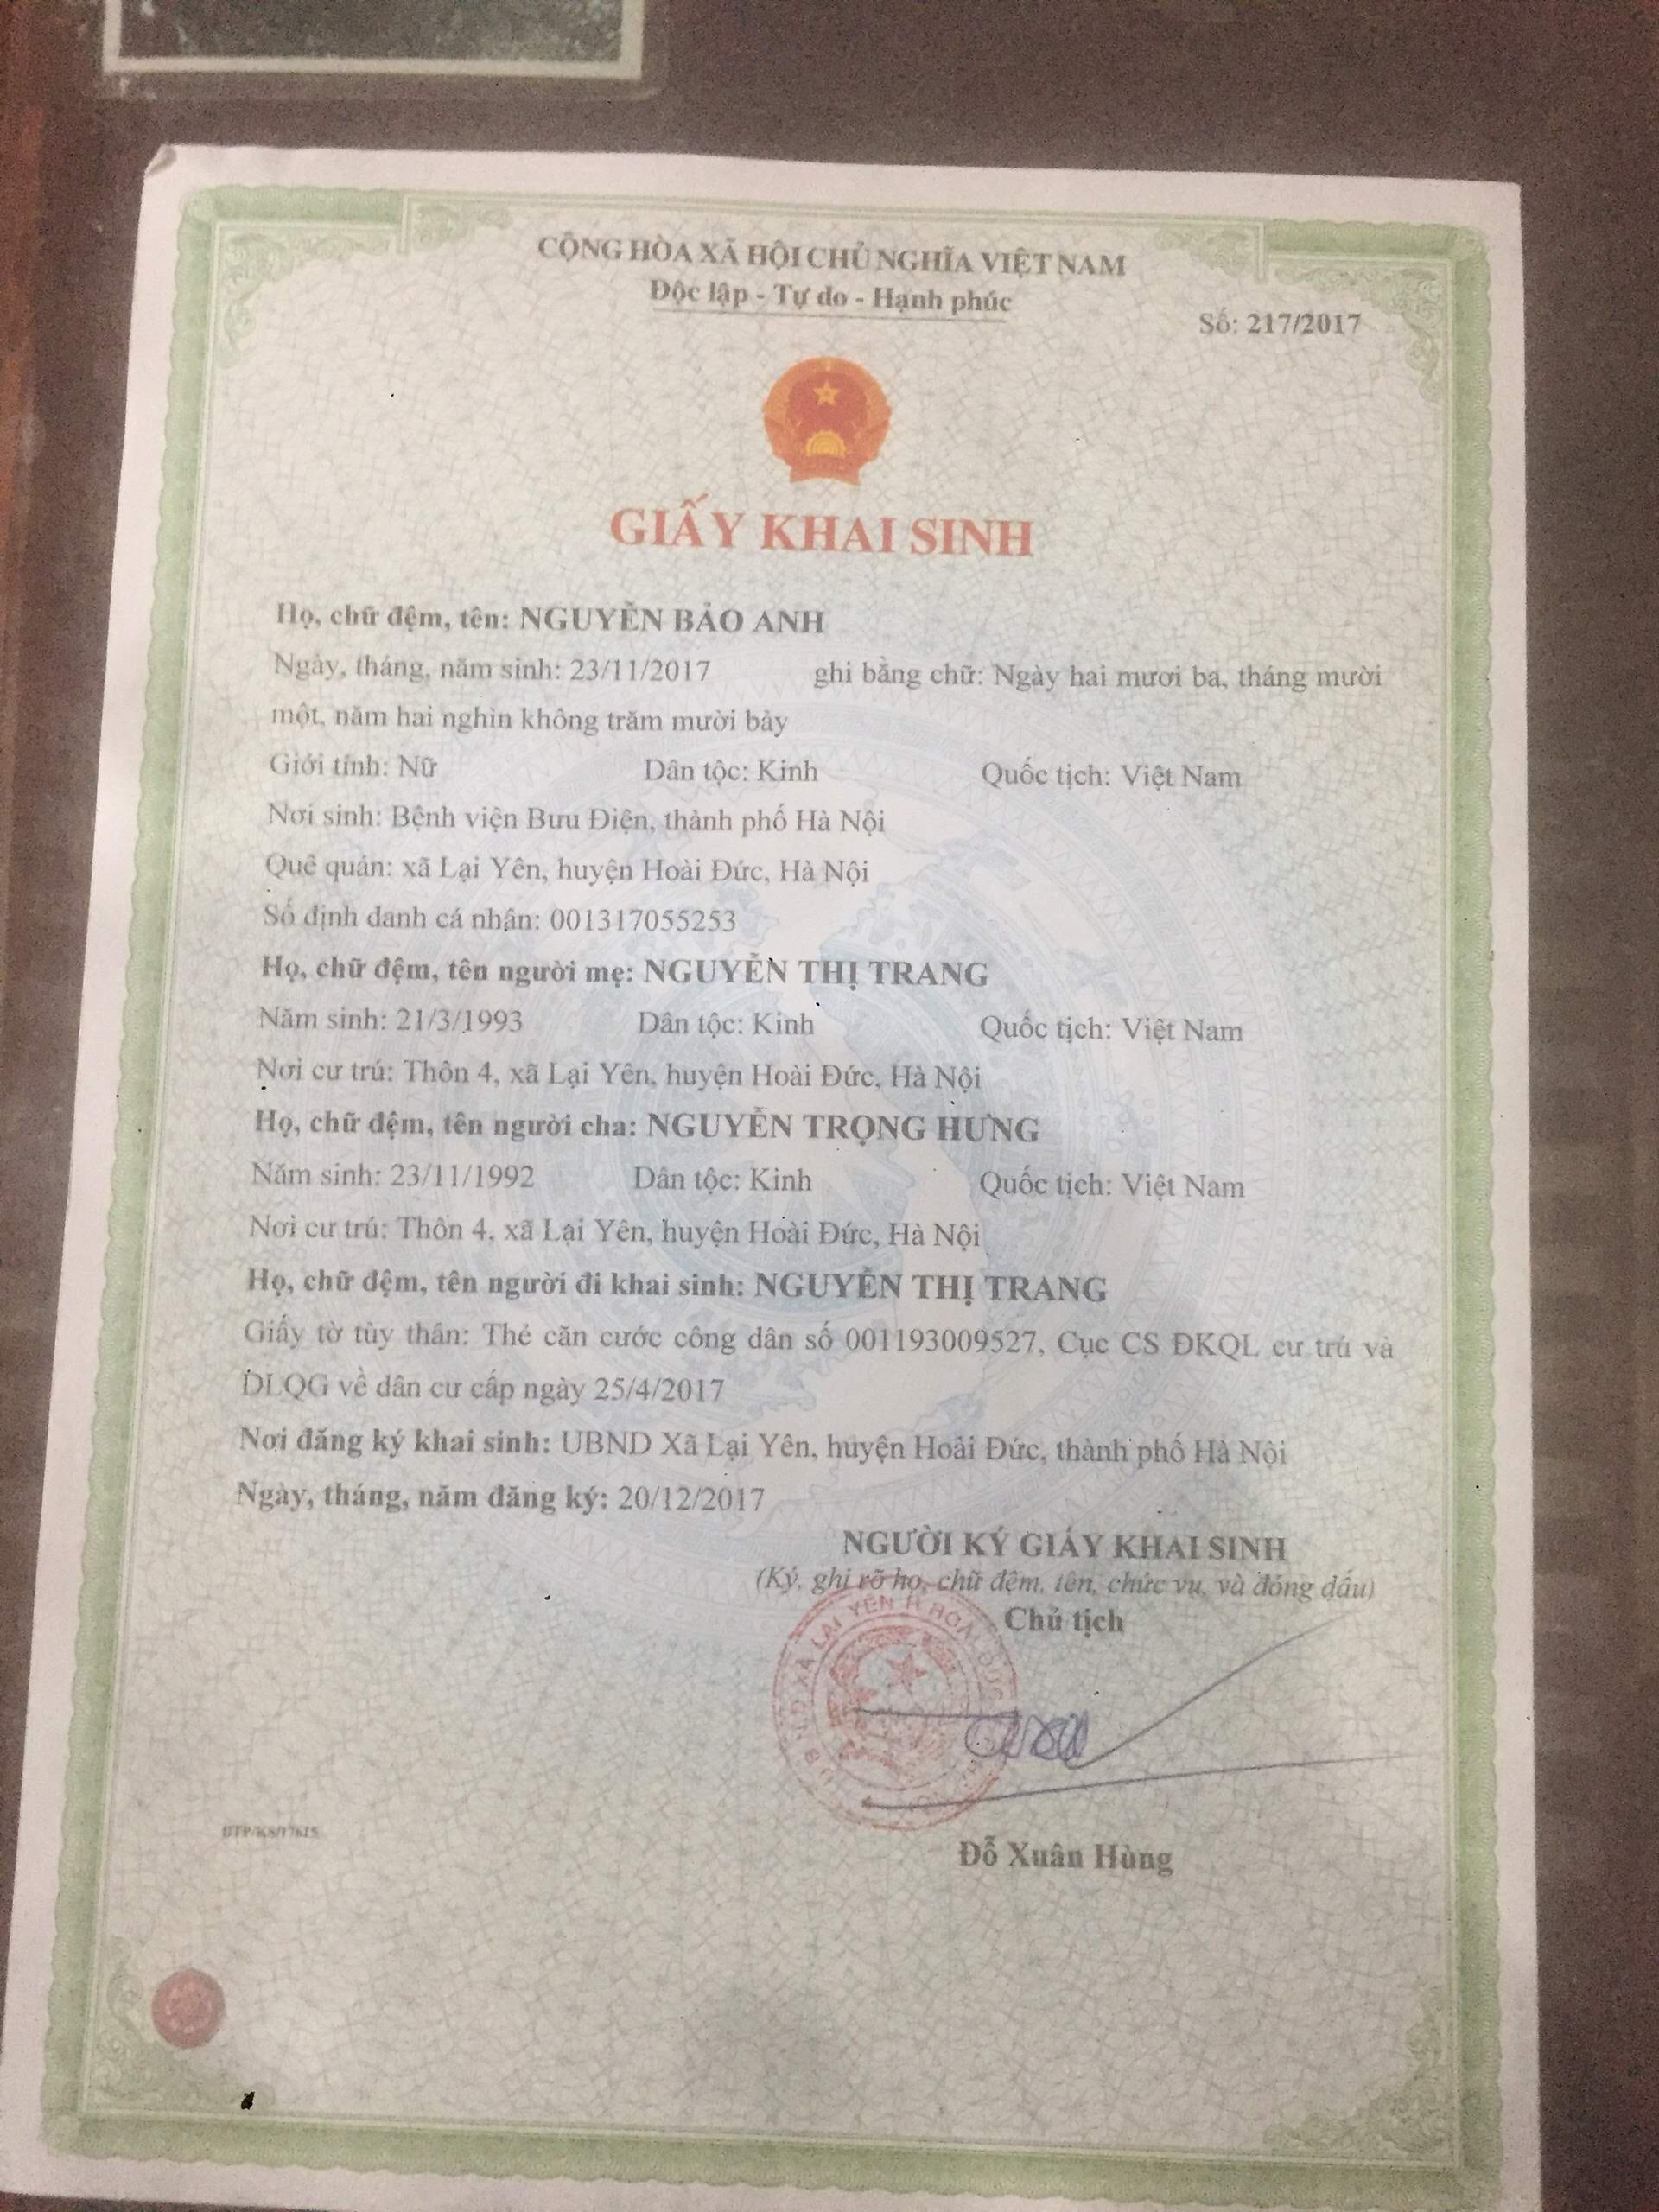 CỘNG HÒA XÃ HỘI CHỦ NGHĨA VIỆT NAM
Độc lập - Tự do - Hạnh phúc
Số: 217/2017
GIẤY KHAI SINH
Họ, chữ đệm, tên: NGUYỄN BẢO ANH
Ngày, tháng, năm sinh: 23/11/2017 ghi bằng chữ: Ngày hai mươi ba, tháng mười
một, năm hai nghìn không trăm mười bảy
Giới tính: Nữ Dân tộc: Kinh Quốc tịch: Việt Nam
Nơi sinh: Bệnh viện Bưu Điện, thành phố Hà Nội
Quê quán: xã Lại Yên, huyện Hoài Đức, Hà Nội
Số định danh cá nhận: 001317055253
Họ, chữ đệm, tên người mẹ: NGUYỄN THỊ TRANG
Năm sinh: 21/3/1993 Dân tộc: Kinh Quốc tịch: Việt Nam
Nơi cư trú: Thôn 4, xã Lại Yên, huyện Hoài Đức, Hà Nội
Họ, chữ đệm, tên người cha: NGUYỄN TRỌNG HƯNG
Năm sinh: 23/11/1992 Dân tộc: Kinh Quốc tịch: Việt Nam
Nơi cư trú: Thôn 4, xã Lại Yên, huyện Hoài Đức, Hà Nội
Họ, chữ đệm, tên người đi khai sinh: NGUYỄN THỊ TRANG
Giấy tờ tùy thân: Thẻ căn cước công dân số 001193009527, Cục CS ĐKQL cư trú và
DLQG về dân cư cấp ngày 25/4/2017
Nơi đăng ký khai sinh: UBND Xã Lại Yên, huyện Hoài Đức, thành phố Hà Nội
Ngày, tháng, năm đăng ký: 20/12/2017
NGƯỜI KÝ GIẤY KHAI SINH
(Ký, ghi rõ họ, chữ đệm, tên, chức vụ, và đóng dấu)
Chủ tịch
U.B.N.D XÃ LẠI YÊN H HOÀI ĐỨC
Đỗ Xuân Hùng